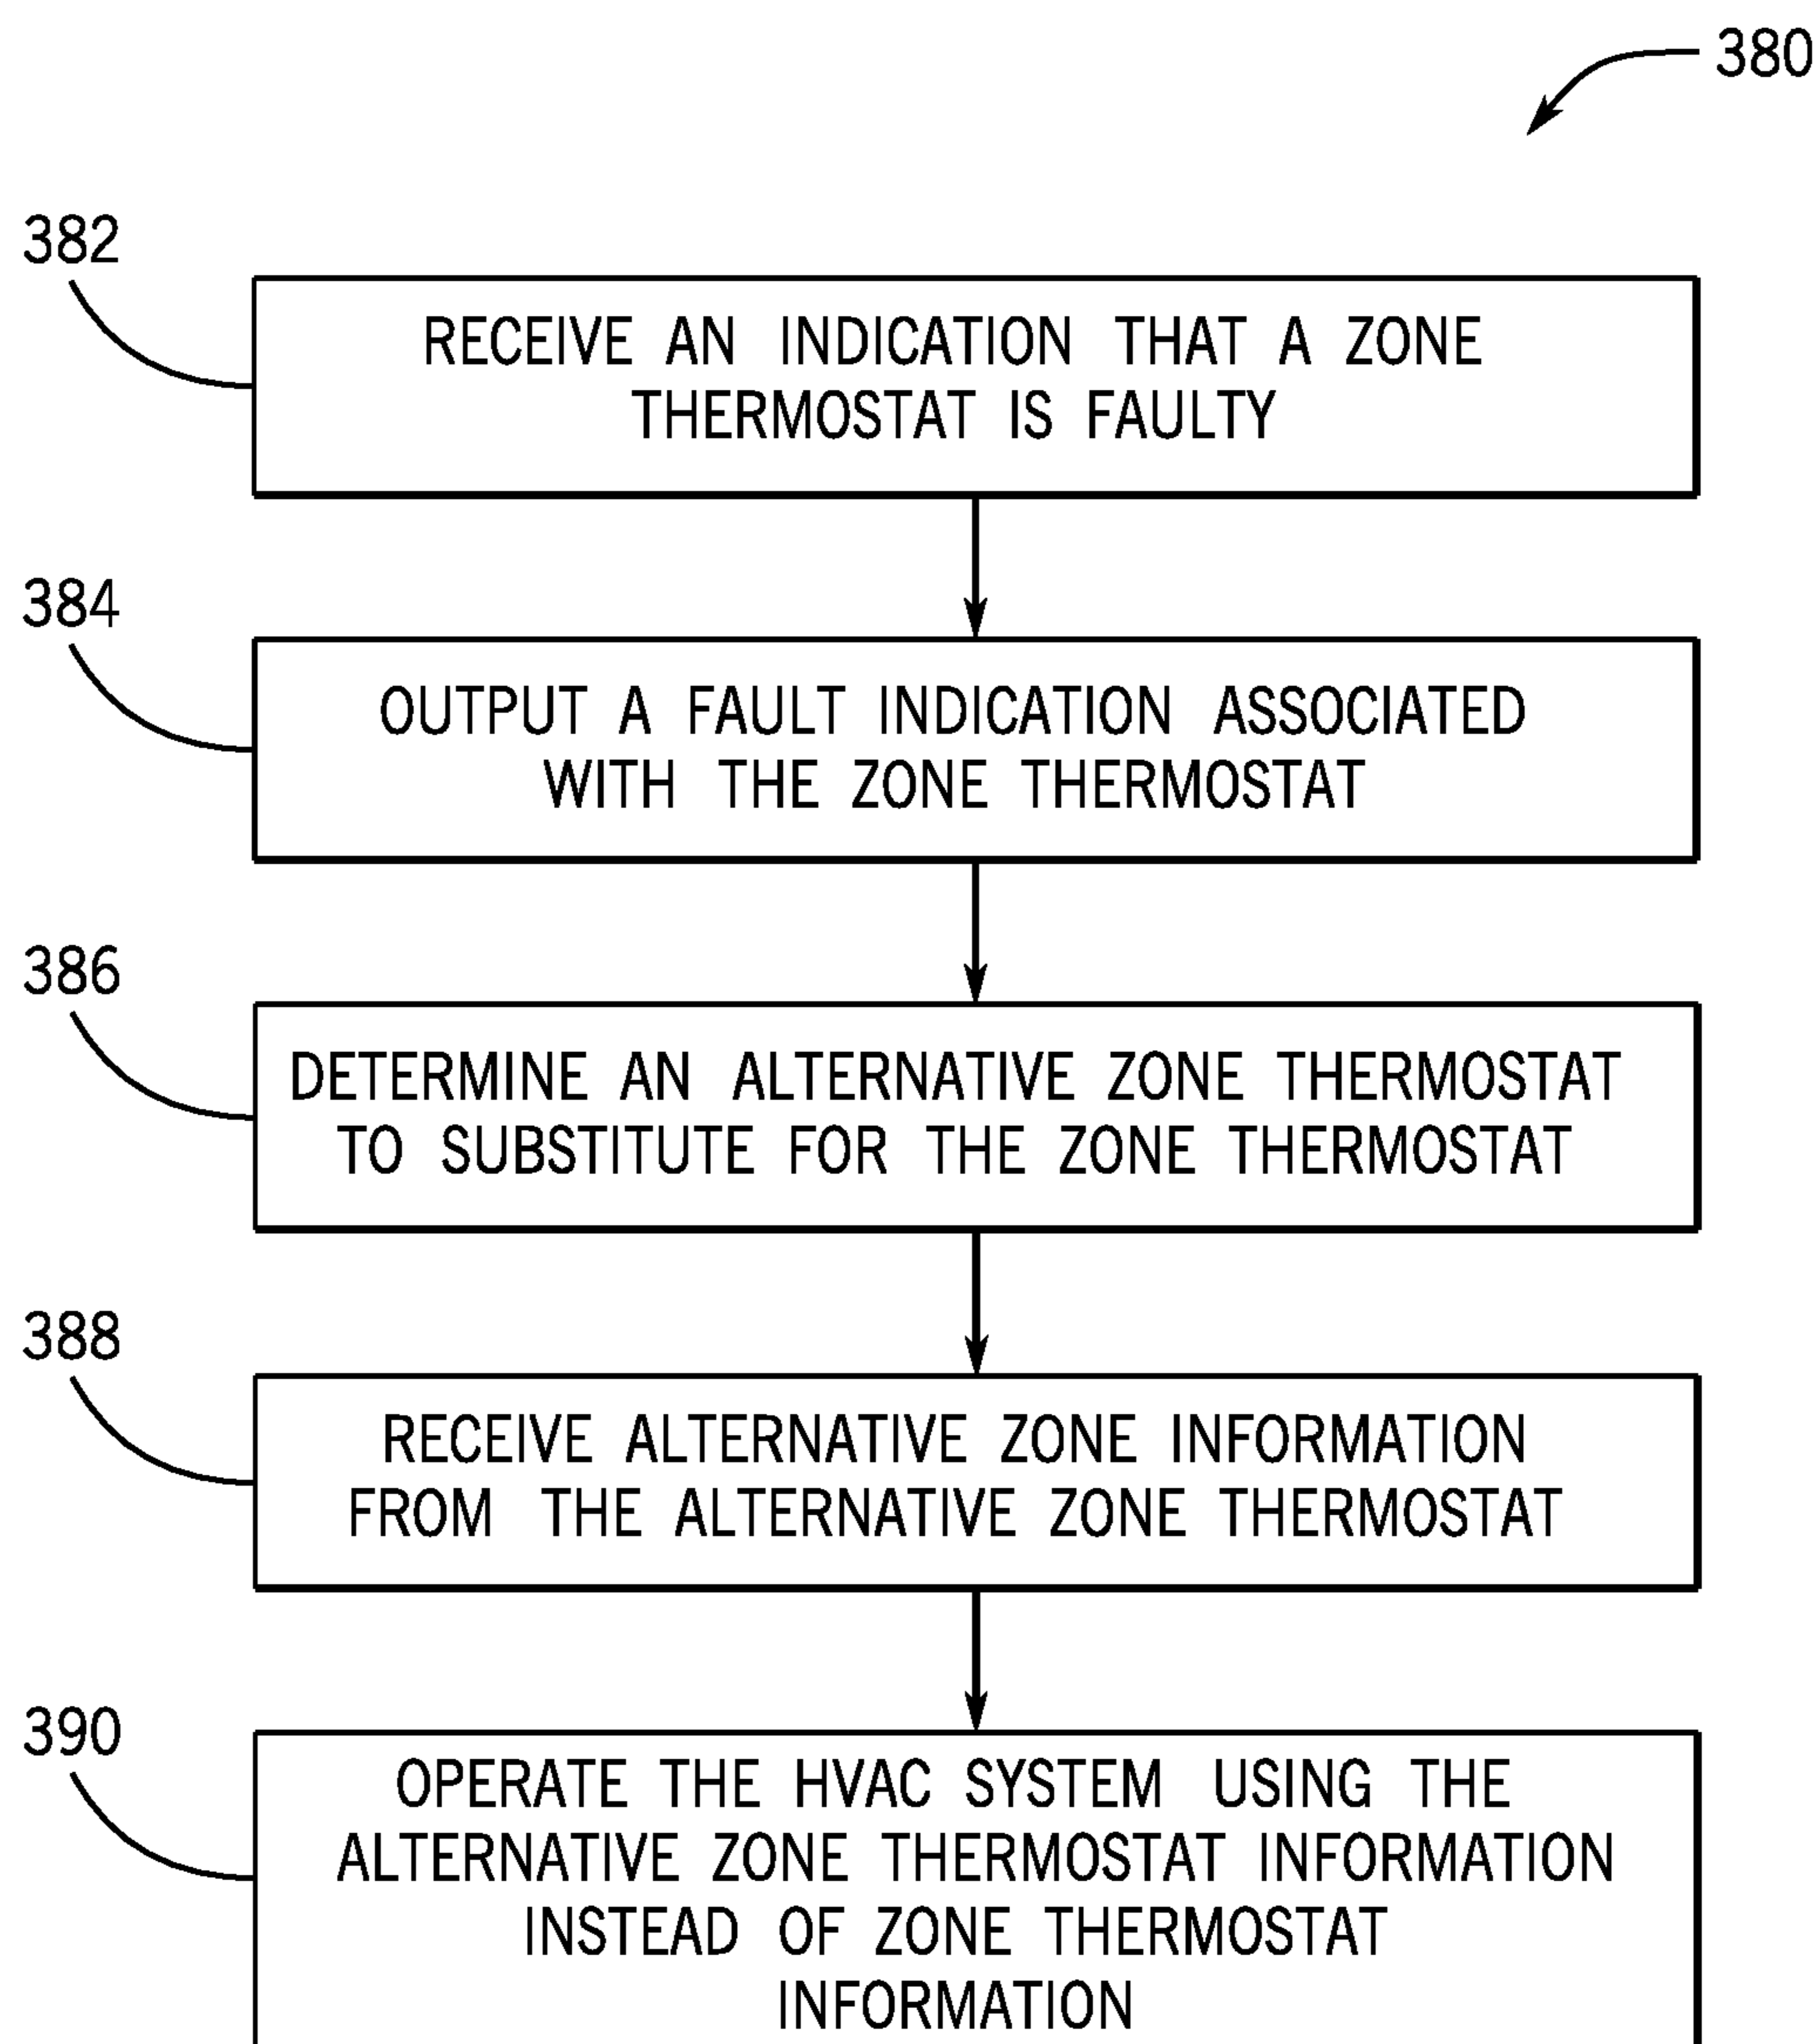 380
382
RECEIVE AN INDICATION THAT A ZONE
THERMOSTAT IS FAULTY
384
OUTPUT A FAULT INDICATION ASSOCIATED
WITH THE ZONE THERMOSTAT
386
DETERMINE AN ALTERNATIVE ZONE THERMOSTAT
TO SUBSTITUTE FOR THE ZONE THERMOSTAT
388
RECEIVE ALTERNATIVE ZONE INFORMATION
FROM THE ALTERNATIVE ZONE THERMOSTAT
390
OPERATE THE HVAC SYSTEM USING THE
ALTERNATIVE ZONE THERMOSTAT INFORMATION
INSTEAD OF ZONE THERMOSTAT
INFORMATION